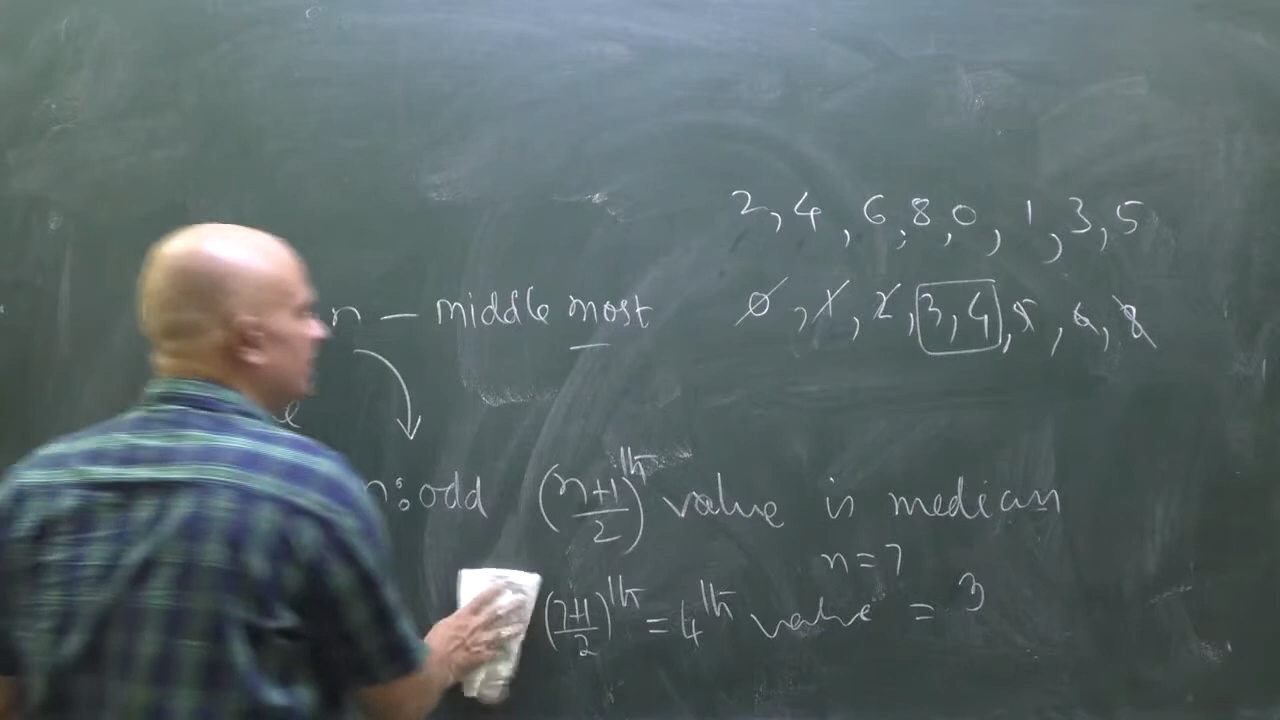 2, 4, 6, 8, 0, 1, 3, 5
n — middle most
0, 1, 2, 3, 4, 5, 6, 8
e
n: odd (n+1/2)th value is median
n=7
(7+1/2)th = 4th value = 3